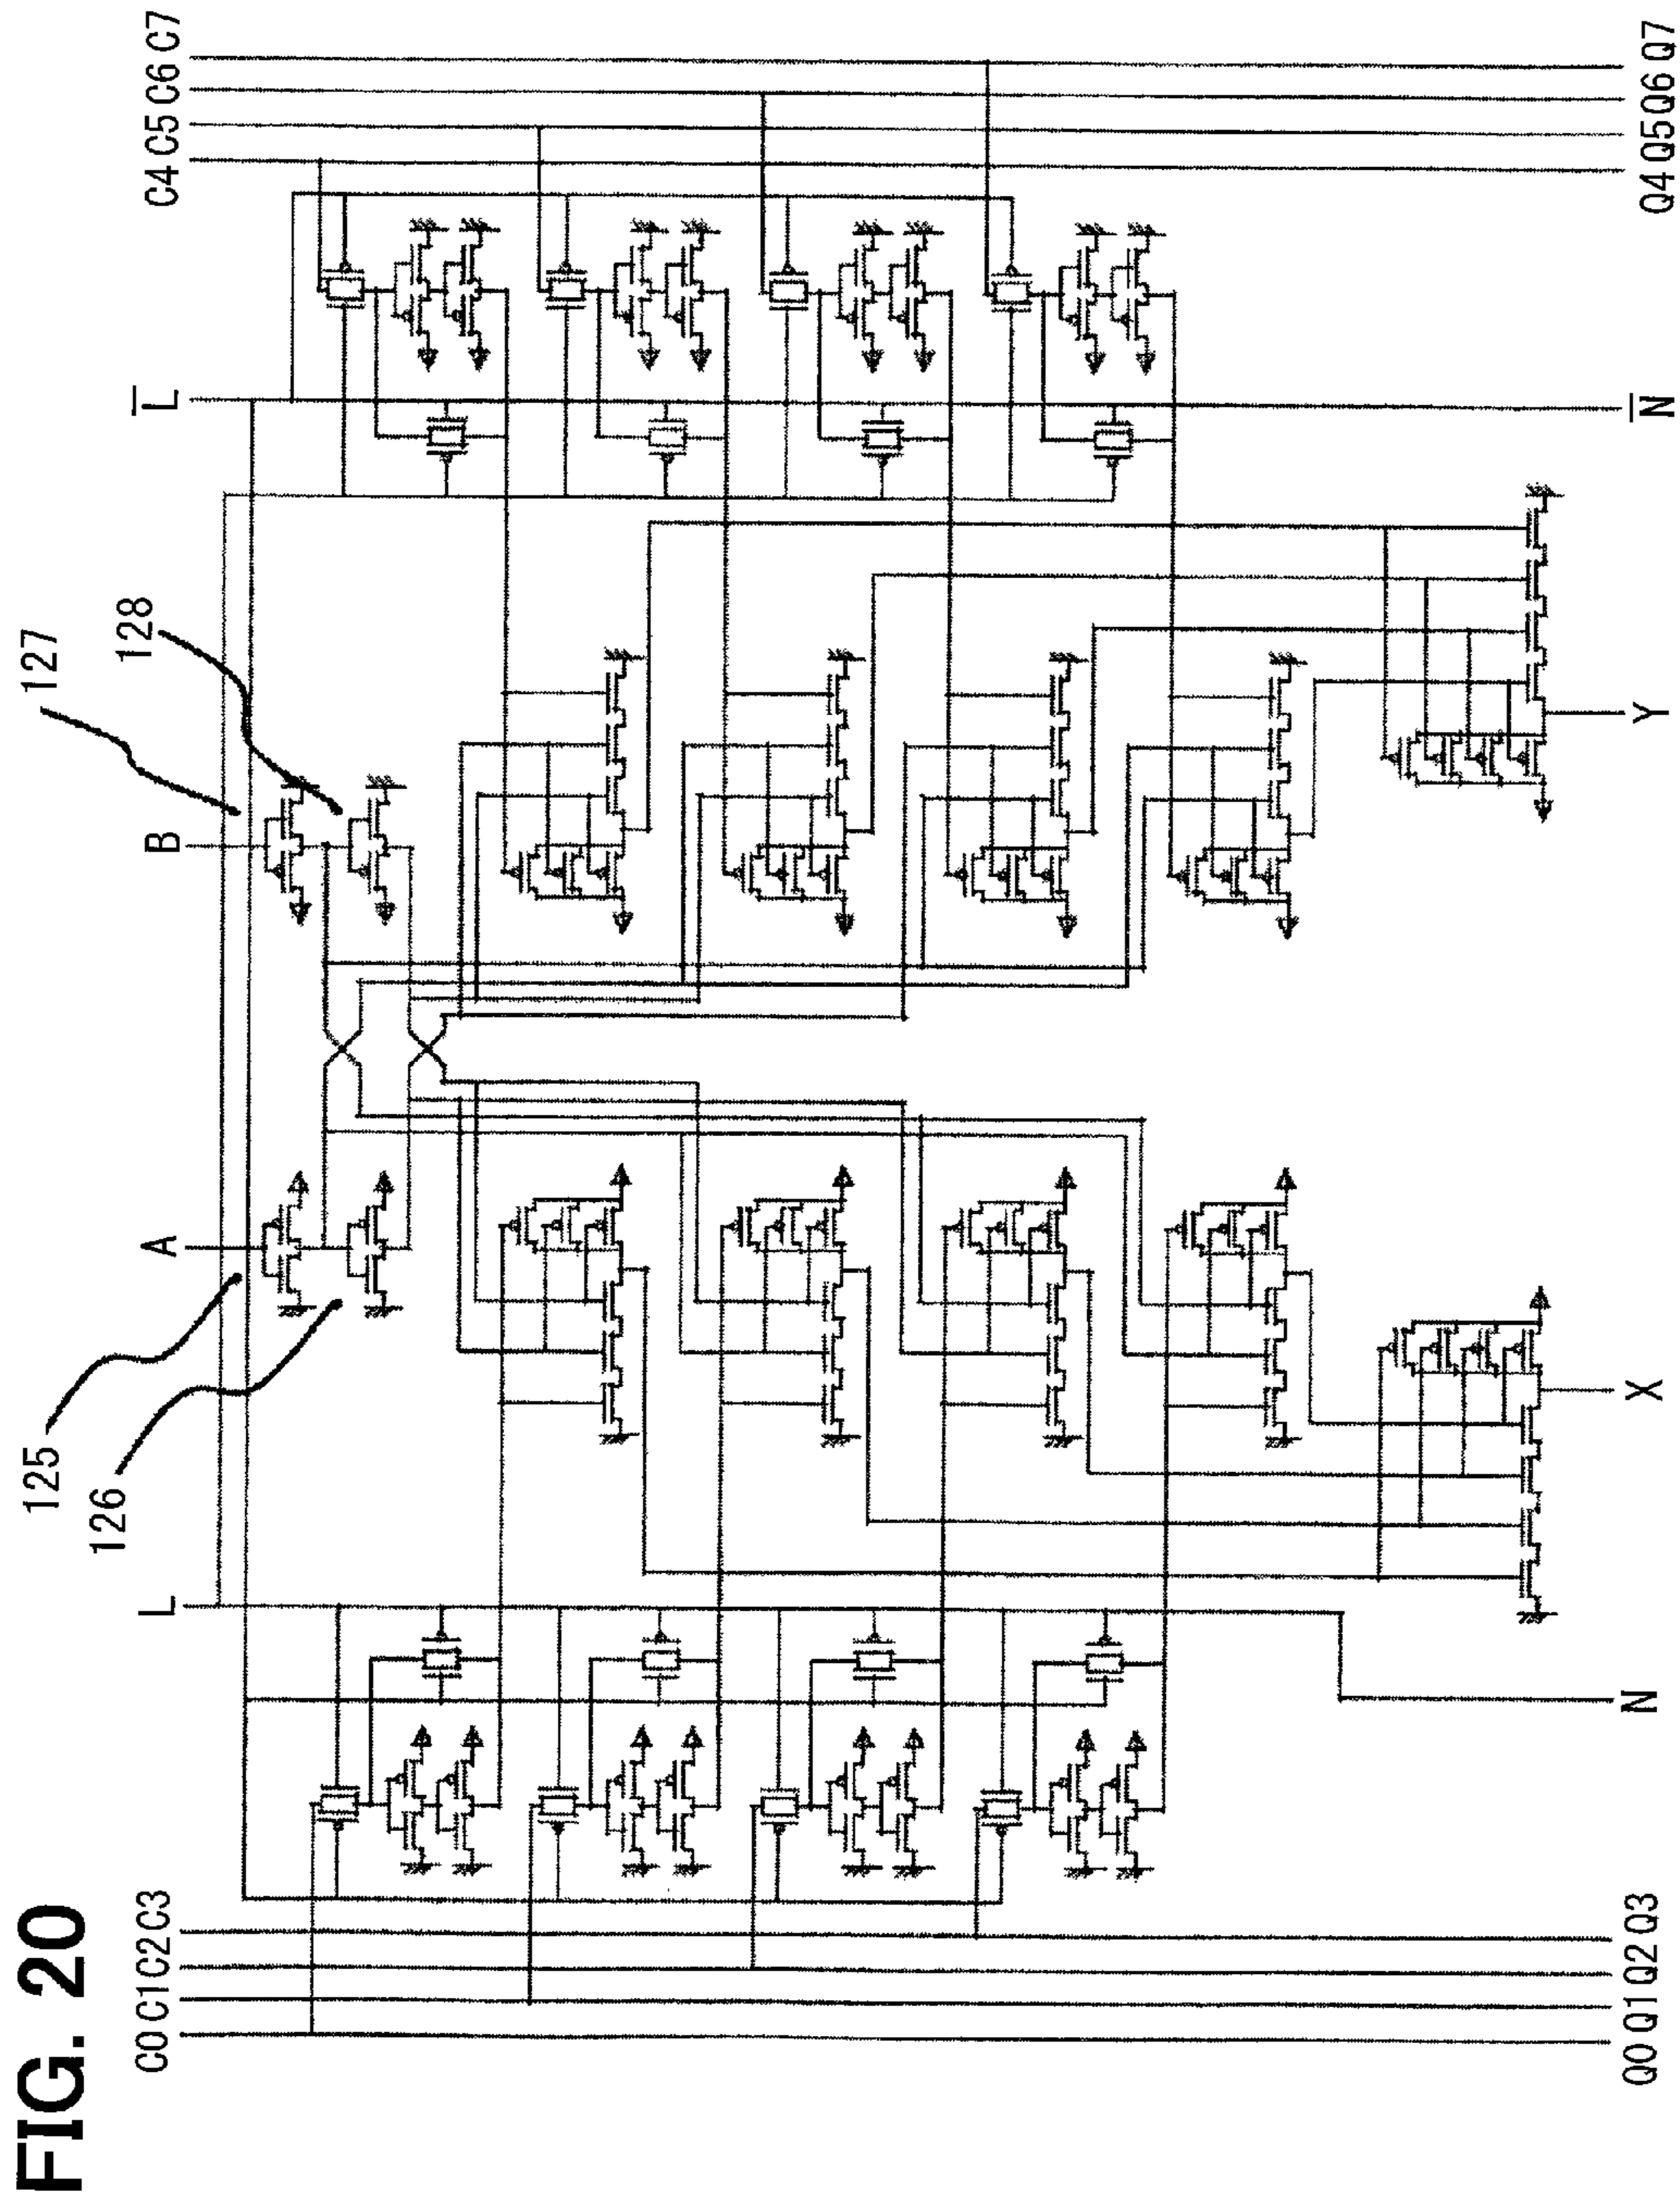 FIG. 20
125
126
127
128
C0 C1 C2 C3
L
A
B
L̅
C4 C5 C6 C7
Q0 Q1 Q2 Q3
N
X
Y
N̅
Q4 Q5 Q6 Q7